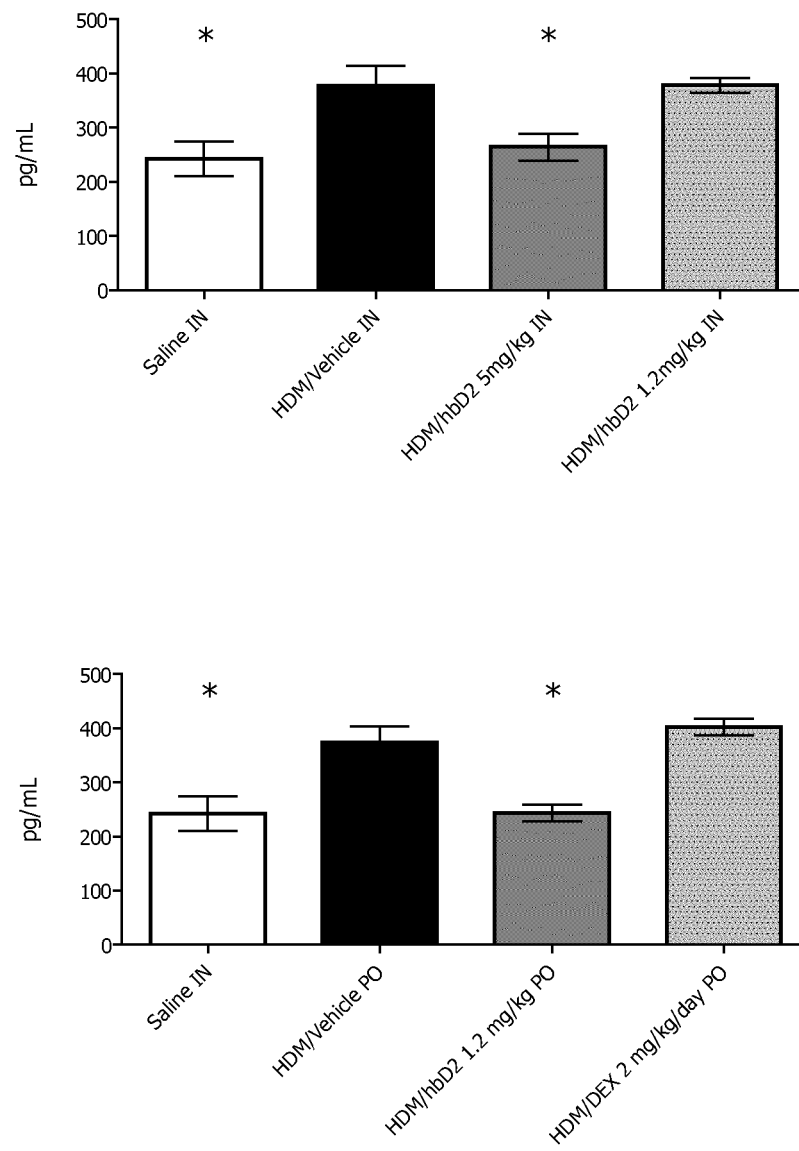 500
*
*
400
300
pg/mL
200
100
0
Saline IN
HDM/Vehicle IN
HDM/hbD2 5mg/kg IN
HDM/hbD2 1.2mg/kg IN
500
*
*
400
300
pg/mL
200
100
0
Saline IN
HDM/Vehicle PO
HDM/hbD2 1.2 mg/kg PO
HDM/DEX 2 mg/kg/day PO